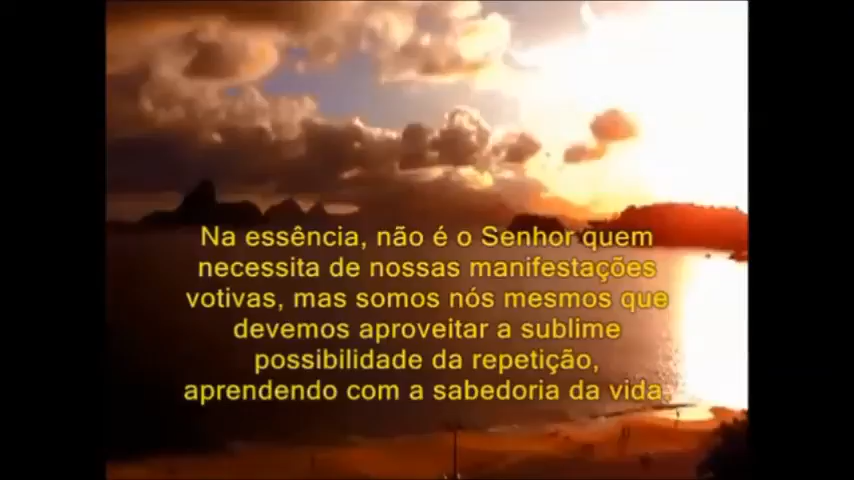 Na essência, não é o Senhor quem
necessita de nossas manifestações
votivas, mas somos nós mesmos que
devemos aproveitar a sublime
possibilidade da repetição,
aprendendo com a sabedoria da vida.